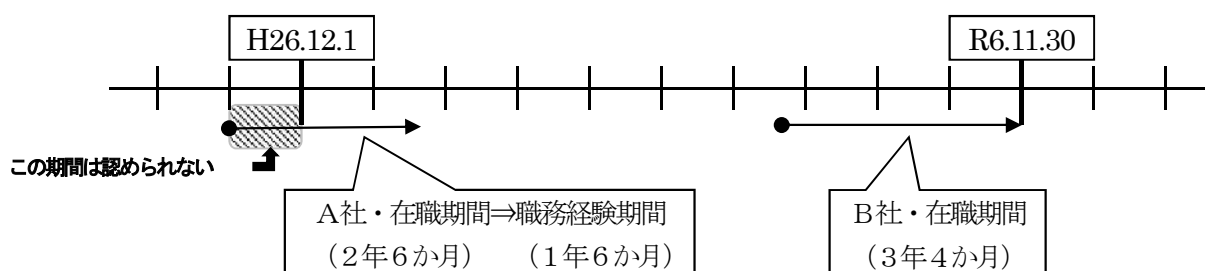 H26.12.1
R6.11.30
この期間は認められない
A社・在職期間⇒職務経験期間
(2年6か月) (1年6か月)
B社・在職期間
(3年4か月)